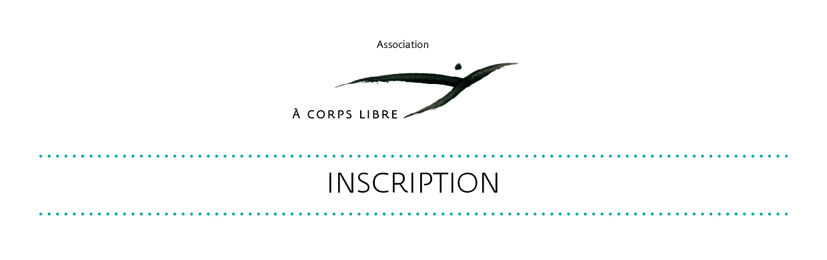 Association
À CORPS LIBRE
INSCRIPTION